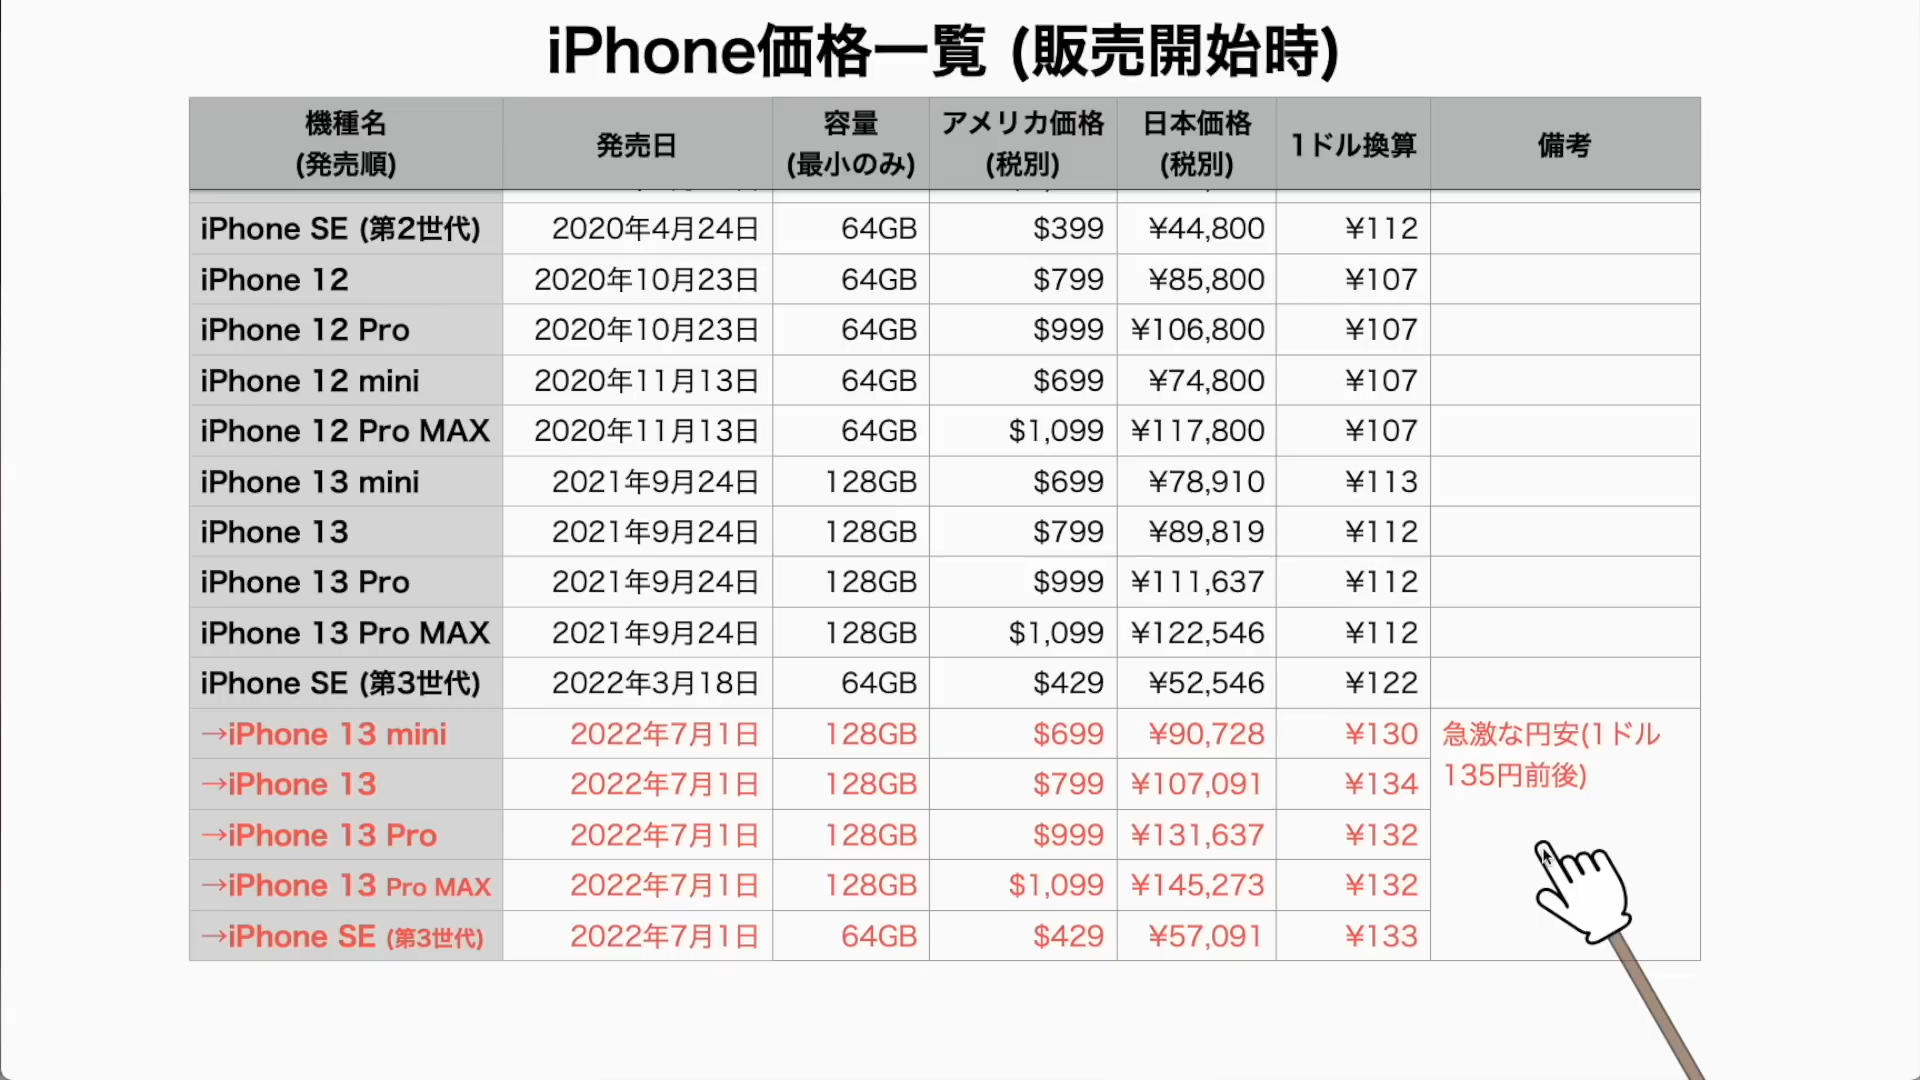 iPhone価格一覧 (販売開始時)
機種名
(発売順)
発売日
容量
(最小のみ)
アメリカ価格
(税別)
日本価格
(税別)
1ドル換算
備考
iPhone SE (第2世代) 2020年4月24日 64GB $399 ¥44,800 ¥112
iPhone 12 2020年10月23日 64GB $799 ¥85,800 ¥107
iPhone 12 Pro 2020年10月23日 64GB $999 ¥106,800 ¥107
iPhone 12 mini 2020年11月13日 64GB $699 ¥74,800 ¥107
iPhone 12 Pro MAX 2020年11月13日 64GB $1,099 ¥117,800 ¥107
iPhone 13 mini 2021年9月24日 128GB $699 ¥78,910 ¥113
iPhone 13 2021年9月24日 128GB $799 ¥89,819 ¥112
iPhone 13 Pro 2021年9月24日 128GB $999 ¥111,637 ¥112
iPhone 13 Pro MAX 2021年9月24日 128GB $1,099 ¥122,546 ¥112
iPhone SE (第3世代) 2022年3月18日 64GB $429 ¥52,546 ¥122
→iPhone 13 mini 2022年7月1日 128GB $699 ¥90,728 ¥130 急激な円安(1ドル
135円前後)
→iPhone 13 2022年7月1日 128GB $799 ¥107,091 ¥134
→iPhone 13 Pro 2022年7月1日 128GB $999 ¥131,637 ¥132
→iPhone 13 Pro MAX 2022年7月1日 128GB $1,099 ¥145,273 ¥132
→iPhone SE (第3世代) 2022年7月1日 64GB $429 ¥57,091 ¥133